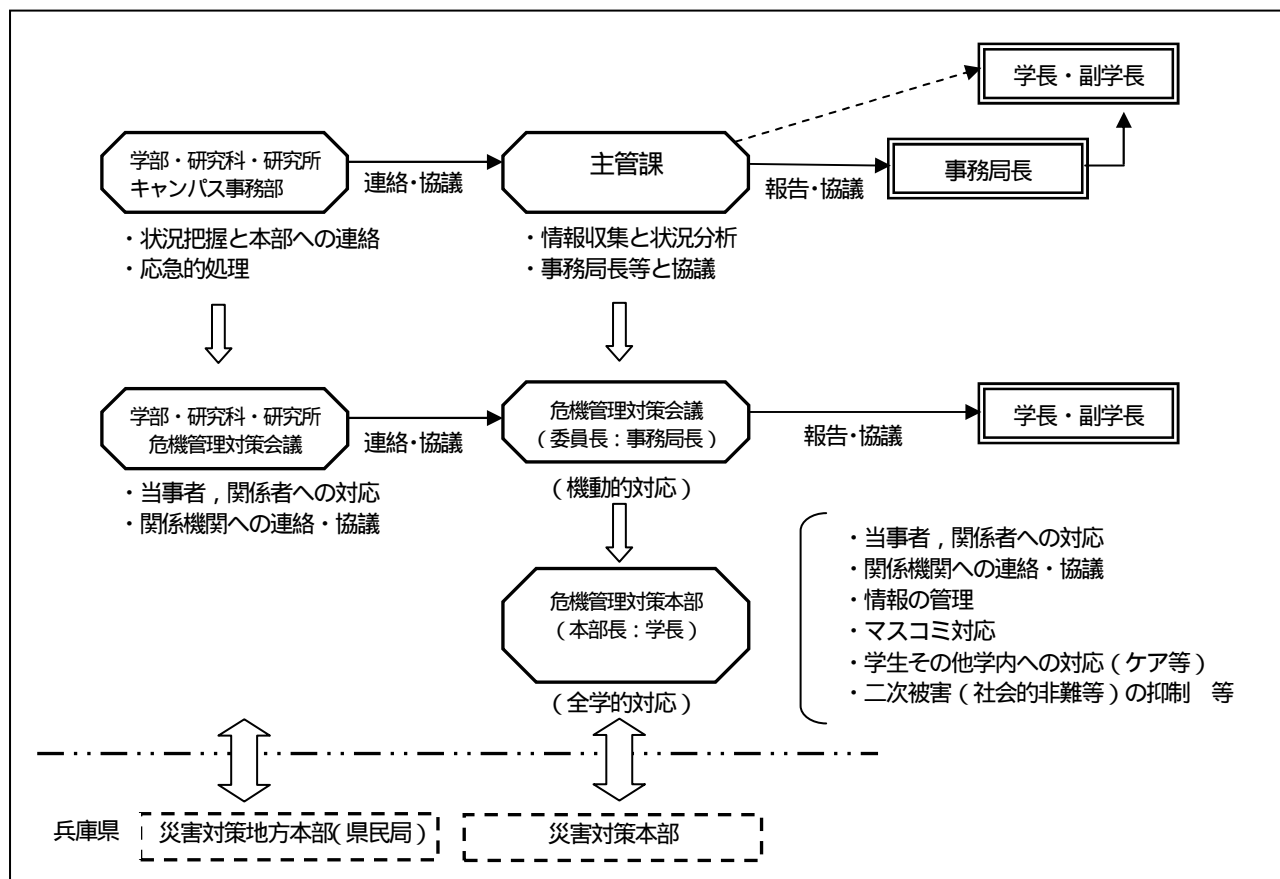 学長・副学長
学部・研究科・研究所
キャンパス事務部
連絡・協議
主管課
報告・協議
事務局長
・状況把握と本部への連絡
・応急的処理
・情報収集と状況分析
・事務局長等と協議
学部・研究科・研究所
危機管理対策会議
連絡・協議
危機管理対策会議
（委員長：事務局長）
報告・協議
学長・副学長
・当事者，関係者への対応
・関係機関への連絡・協議
（機動的対応）
危機管理対策本部
（本部長：学長）
（全学的対応）
・当事者，関係者への対応
・関係機関への連絡・協議
・情報の管理
・マスコミ対応
・学生その他学内への対応（ケア等）
・二次被害（社会的非難等）の抑制　等
兵庫県
災害対策地方本部（県民局）
災害対策本部